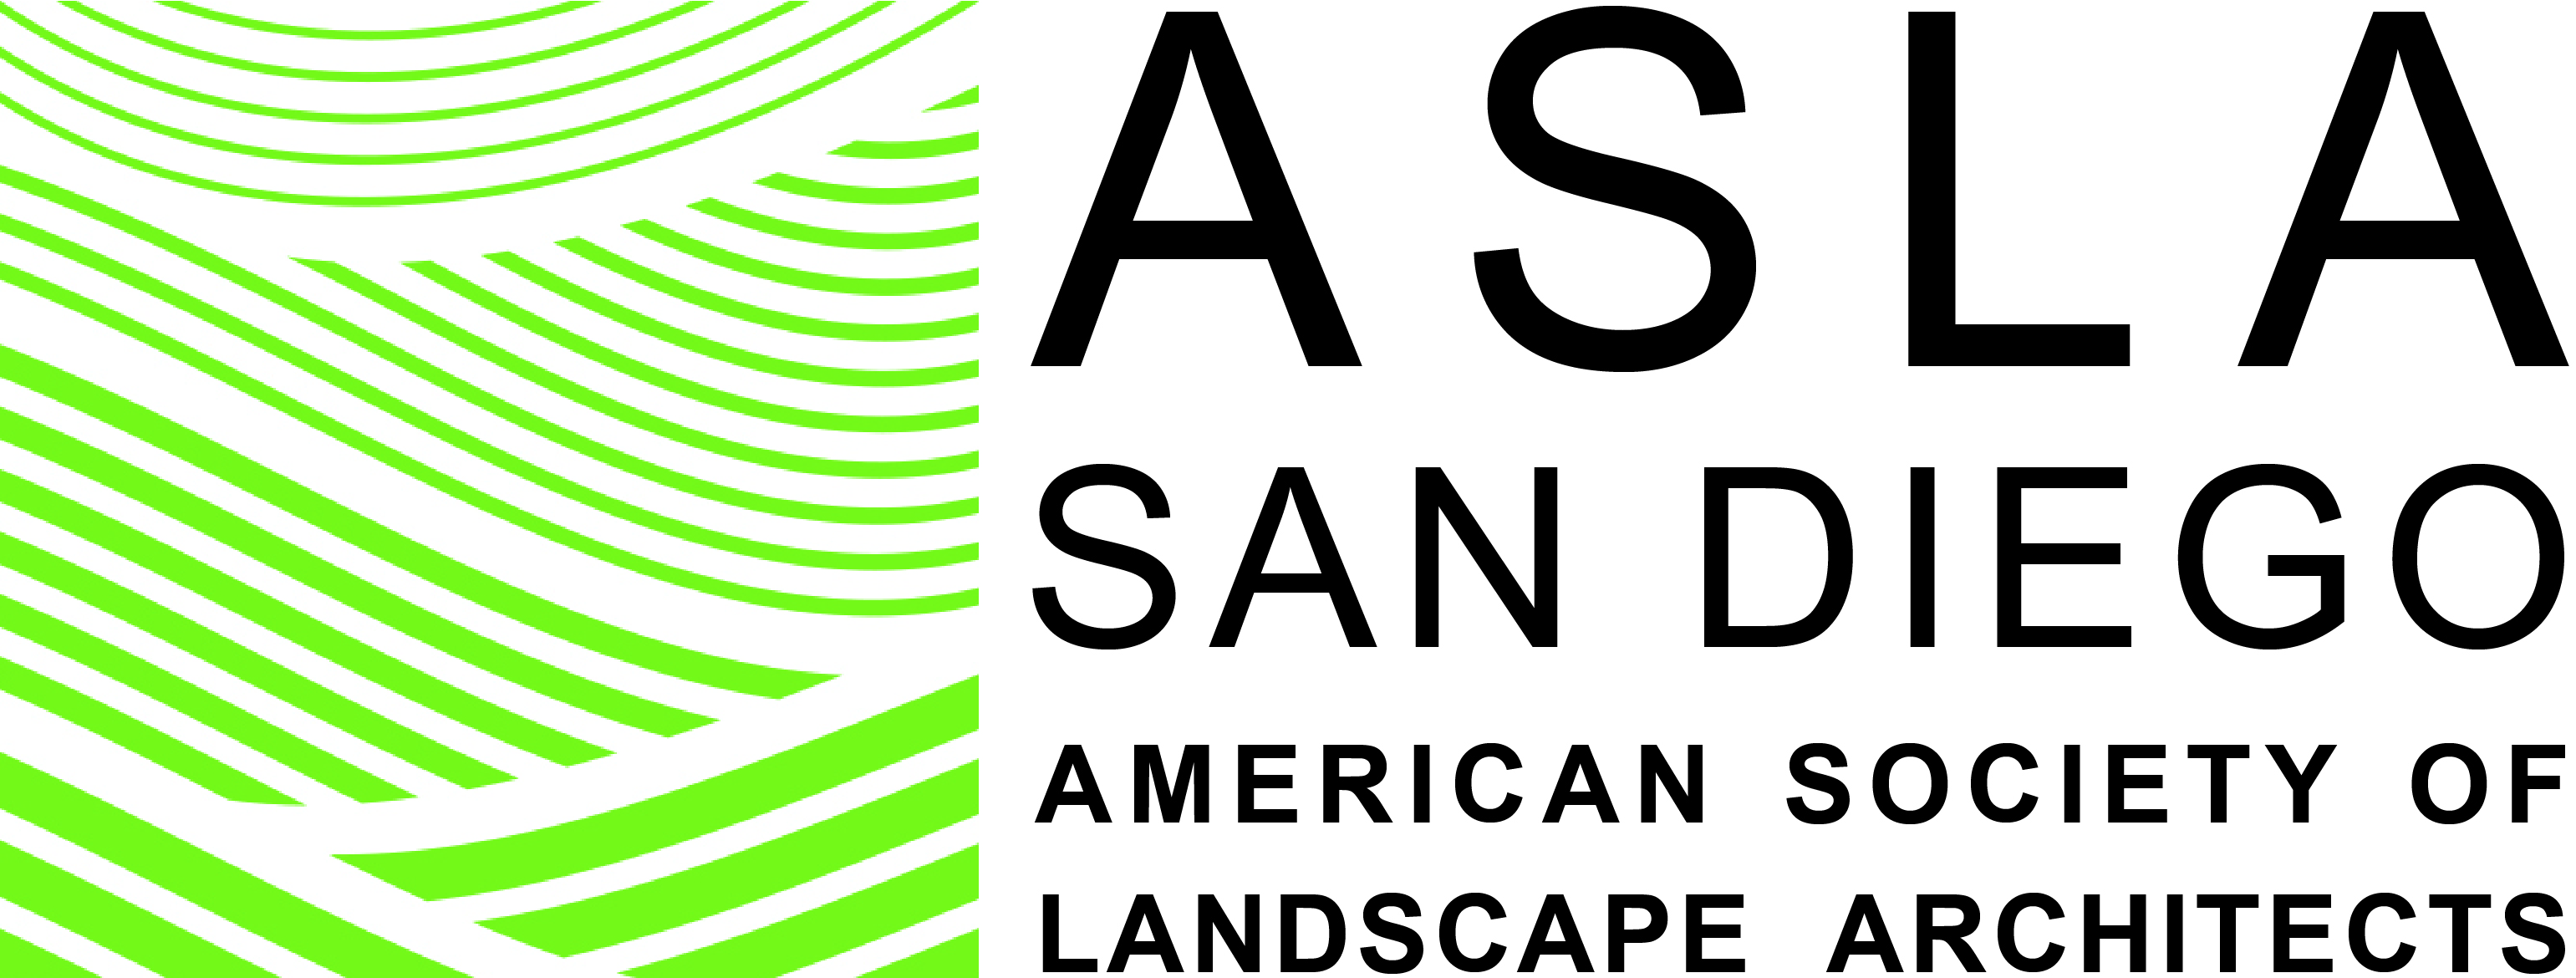 ASLA
SAN DIEGO
AMERICAN SOCIETY OF
LANDSCAPE ARCHITECTS